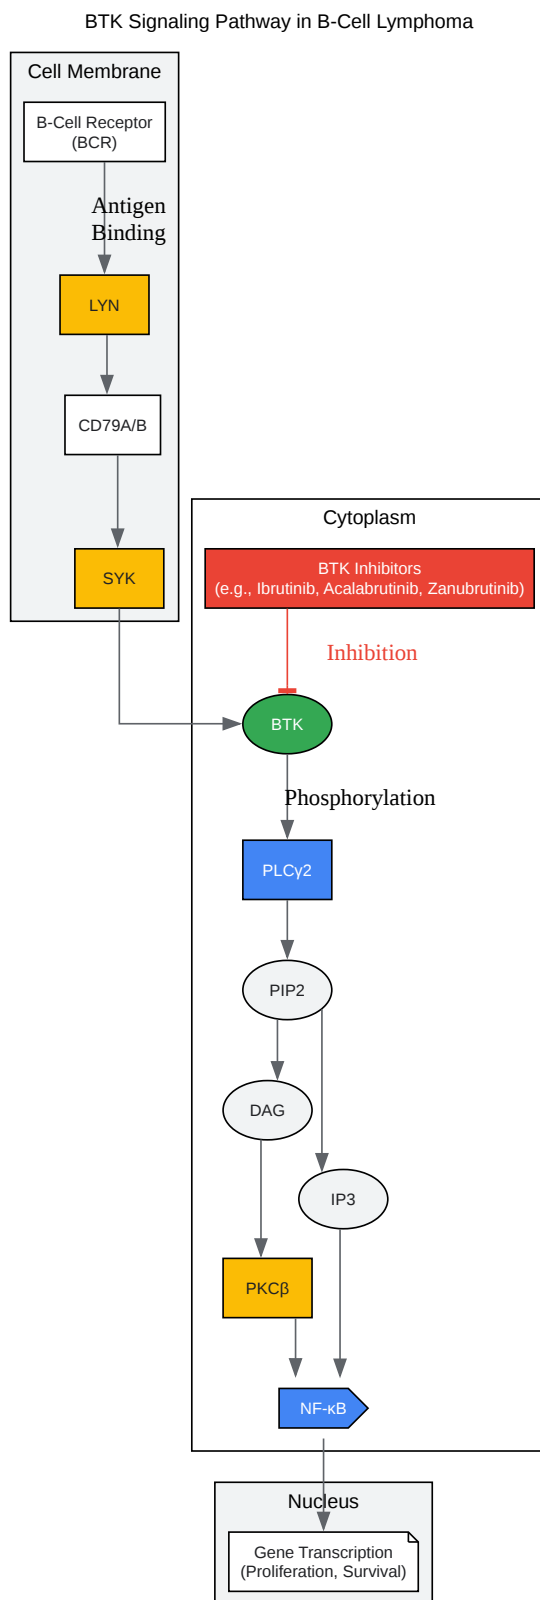 BTK Signaling Pathway in B-Cell Lymphoma
Cell Membrane
B-Cell Receptor
(BCR)
Antigen
Binding
LYN
CD79A/B
SYK
Cytoplasm
BTK Inhibitors
(e.g., Ibrutinib, Acalabrutinib, Zanubrutinib)
Inhibition
BTK
Phosphorylation
PLCγ2
PIP2
DAG
IP3
PKCβ
NF-κB
Nucleus
Gene Transcription
(Proliferation, Survival)